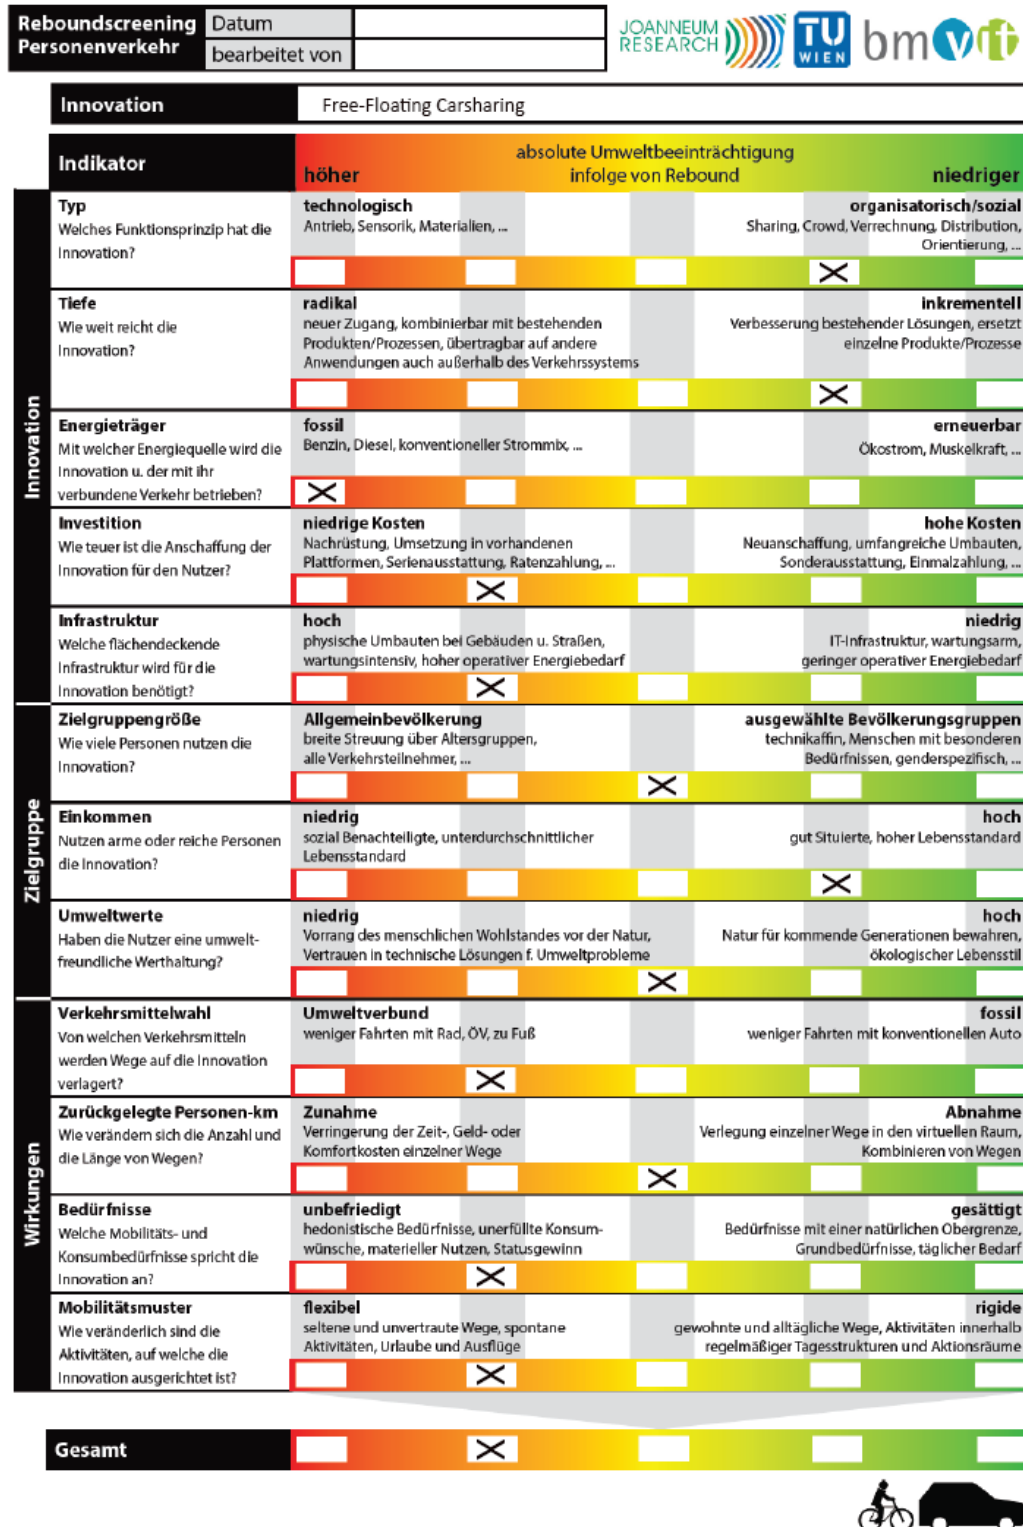 Reboundscreening
Personenverkehr
Datum
bearbeitet von
JOANNEUM
RESEARCH
TU
WIEN
bmvit
Innovation
Free-Floating Carsharing
Indikator
absolute Umweltbeeinträchtigung
infolge von Rebound
höher
niedriger
Innovation
Typ
Welches Funktionsprinzip hat die
Innovation?
technologisch
Antrieb, Sensorik, Materialien, ...
organisatorisch/sozial
Sharing, Crowd, Verrechnung, Distribution,
Orientierung, ...
Tiefe
Wie weit reicht die
Innovation?
radikal
neuer Zugang, kombinierbar mit bestehenden
Produkten/Prozessen, übertragbar auf andere
Anwendungen auch außerhalb des Verkehrssystems
inkrementell
Verbesserung bestehender Lösungen, ersetzt
einzelne Produkte/Prozesse
Energieträger
Mit welcher Energiequelle wird die
Innovation u. der mit ihr
verbundene Verkehr betrieben?
fossil
Benzin, Diesel, konventioneller Strommix, ...
erneuerbar
Ökostrom, Muskelkraft, ...
Investition
Wie teuer ist die Anschaffung der
Innovation für den Nutzer?
niedrige Kosten
Nachrüstung, Umsetzung in vorhandenen
Plattformen, Serienausstattung, Ratenzahlung, ...
hohe Kosten
Neuanschaffung, umfangreiche Umbauten,
Sonderausstattung, Einmalzahlung, ...
Infrastruktur
Welche flächendeckende
Infrastruktur wird für die
Innovation benötigt?
hoch
physische Umbauten bei Gebäuden u. Straßen,
wartungsintensiv, hoher operativer Energiebedarf
niedrig
IT-Infrastruktur, wartungsarm,
geringer operativer Energiebedarf
Zielgruppe
Zielgruppengröße
Wie viele Personen nutzen die
Innovation?
Allgemeinbevölkerung
breite Streuung über Altersgruppen,
alle Verkehrsteilnehmer, ...
ausgewählte Bevölkerungsgruppen
technikaffin, Menschen mit besonderen
Bedürfnissen, genderspezifisch, ...
Einkommen
Nutzen arme oder reiche Personen
die Innovation?
niedrig
sozial Benachteiligte, unterdurchschnittlicher
Lebensstandard
hoch
gut Situierte, hoher Lebensstandard
Umweltwerte
Haben die Nutzer eine umwelt-
freundliche Werthaltung?
niedrig
Vorrang des menschlichen Wohlstandes vor der Natur,
Vertrauen in technische Lösungen f. Umweltprobleme
hoch
Natur für kommende Generationen bewahren,
ökologischer Lebensstil
Wirkungen
Verkehrsmittelwahl
Von welchen Verkehrsmitteln
werden Wege auf die Innovation
verlagert?
Umweltverbund
weniger Fahrten mit Rad, ÖV, zu Fuß
fossil
weniger Fahrten mit konventionellen Auto
Zurückgelegte Personen-km
Wie verändern sich die Anzahl und
die Länge von Wegen?
Zunahme
Verringerung der Zeit-, Geld- oder
Komfortkosten einzelner Wege
Abnahme
Verlegung einzelner Wege in den virtuellen Raum,
Kombinieren von Wegen
Bedürfnisse
Welche Mobilitäts- und
Konsumbedürfnisse spricht die
Innovation an?
unbefriedigt
hedonistische Bedürfnisse, unerfüllte Konsum-
wünsche, materieller Nutzen, Statusgewinn
gesättigt
Bedürfnisse mit einer natürlichen Obergrenze,
Grundbedürfnisse, täglicher Bedarf
Mobilitätsmuster
Wie veränderlich sind die
Aktivitäten, auf welche die
Innovation ausgerichtet ist?
flexibel
seltene und unvertraute Wege, spontane
Aktivitäten, Urlaube und Ausflüge
rigide
gewohnte und alltägliche Wege, Aktivitäten innerhalb
regelmäßiger Tagesstrukturen und Aktionsräume
Gesamt